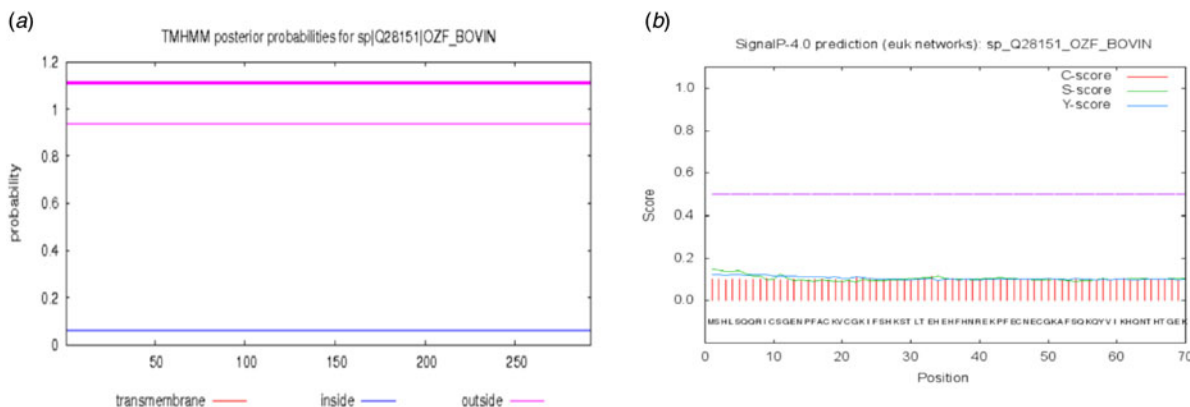 (a)
TMHMM posterior probabilities for sp|Q28151|OZF_BOVIN
probability
1.2
1
0.8
0.6
0.4
0.2
0
50
100
150
200
250
transmembrane
inside
outside
(b)
SignalP-4.0 prediction (euk networks): sp_Q28151_OZF_BOVIN
C-score
S-score
Y-score
Score
1.0
0.8
0.6
0.4
0.2
0.0
MSHLSQQRICSGENPFACKVCGKIFSHKSTLTEHEHFHNREKPFECNECGKAFSQKQYVIKHQNTHTGEK
0
10
20
30
40
50
60
70
Position